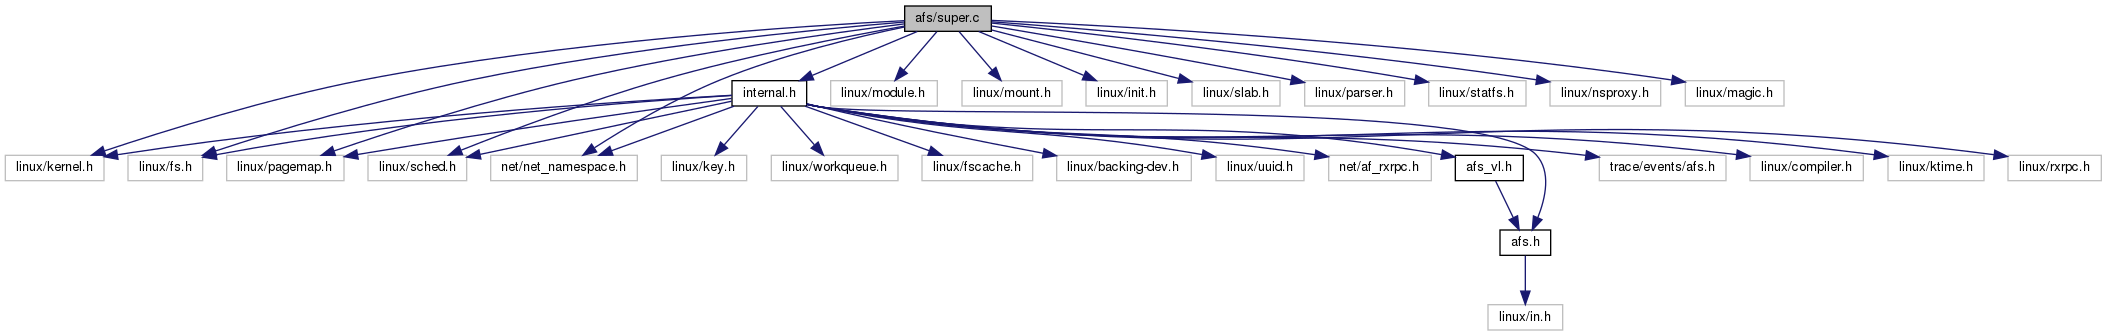 afs/super.c
internal.h
linux/module.h
linux/mount.h
linux/init.h
linux/slab.h
linux/parser.h
linux/statfs.h
linux/nsproxy.h
linux/magic.h
linux/kernel.h
linux/fs.h
linux/pagemap.h
linux/sched.h
net/net_namespace.h
linux/key.h
linux/workqueue.h
linux/fscache.h
linux/backing-dev.h
linux/uuid.h
net/af_rxrpc.h
afs_vl.h
trace/events/afs.h
linux/compiler.h
linux/ktime.h
linux/rxrpc.h
afs.h
linux/in.h